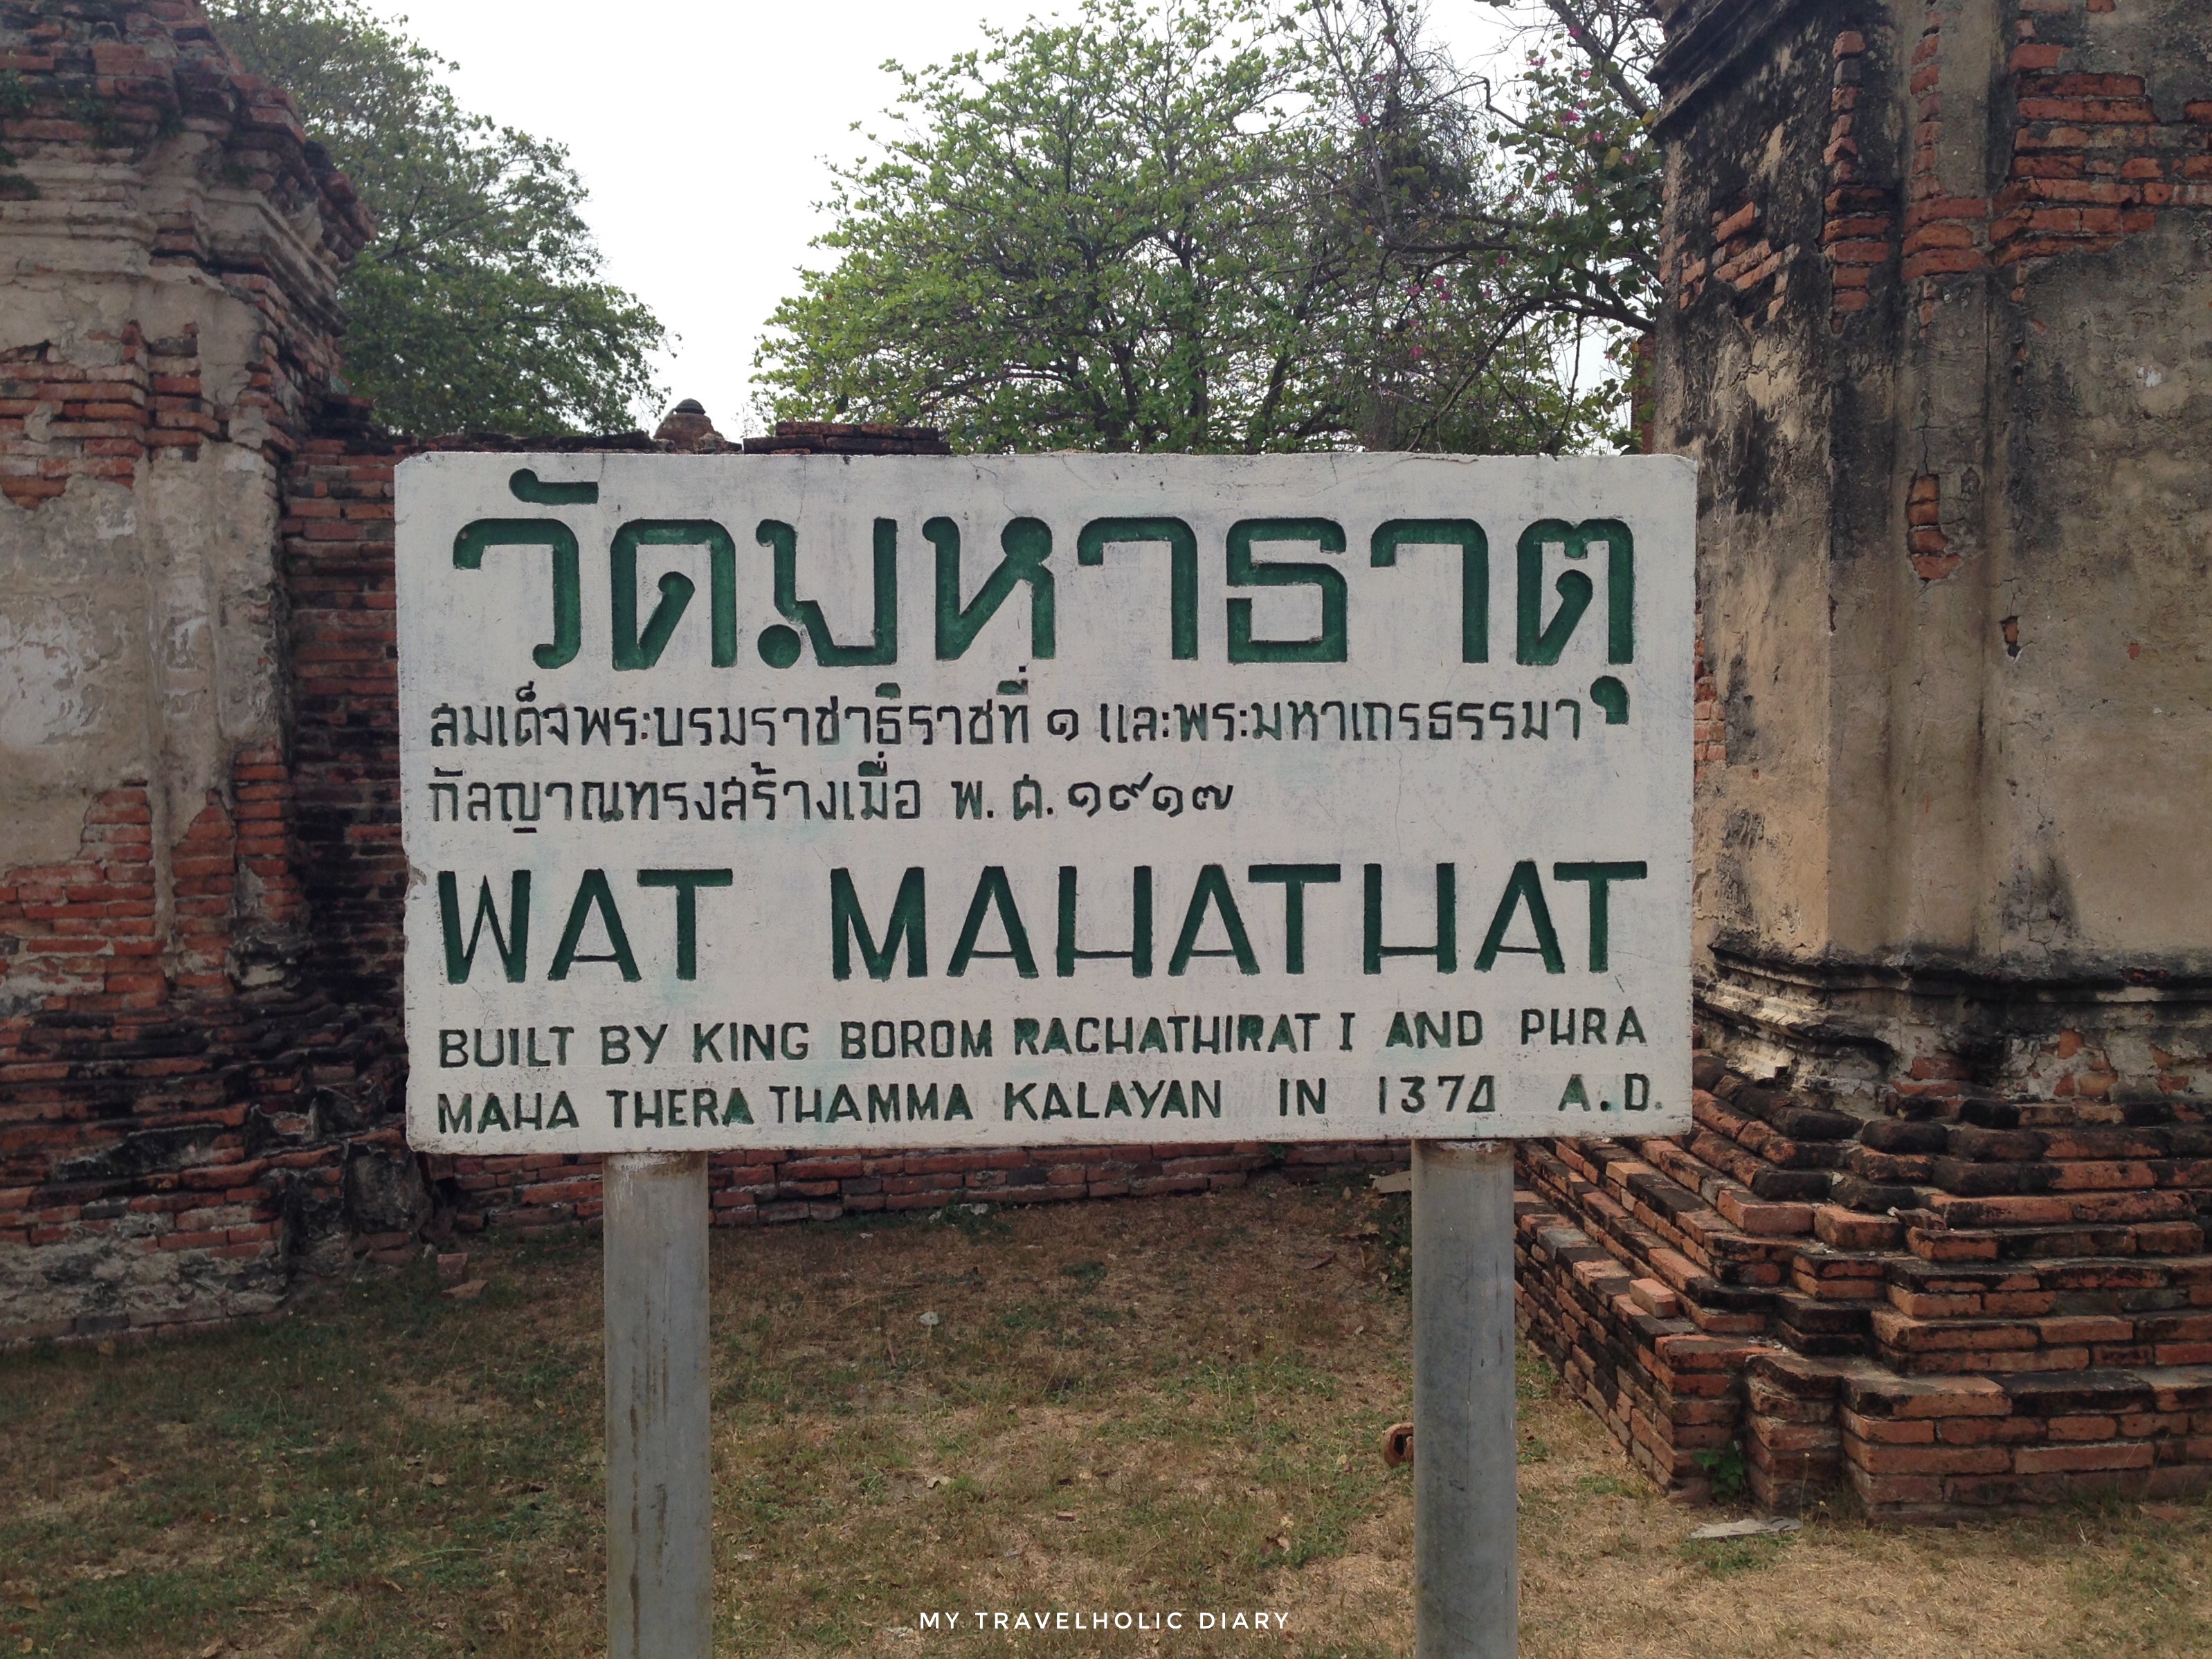 วัดมหาธาตุ
สมเด็จพระบรมราชาธิราชที่ ๑ และพระมหาเถรธรรมา
กัลญาณทรงสร้างเมื่อ พ. ศ. ๑๙๑๗
WAT MAHATHAT
BUILT BY KING BOROM RACHATHIRAT I AND PHRA
MAHA THERA THAMMA KALAYAN IN 1374 A.D.
MY TRAVELHOLIC DIARY